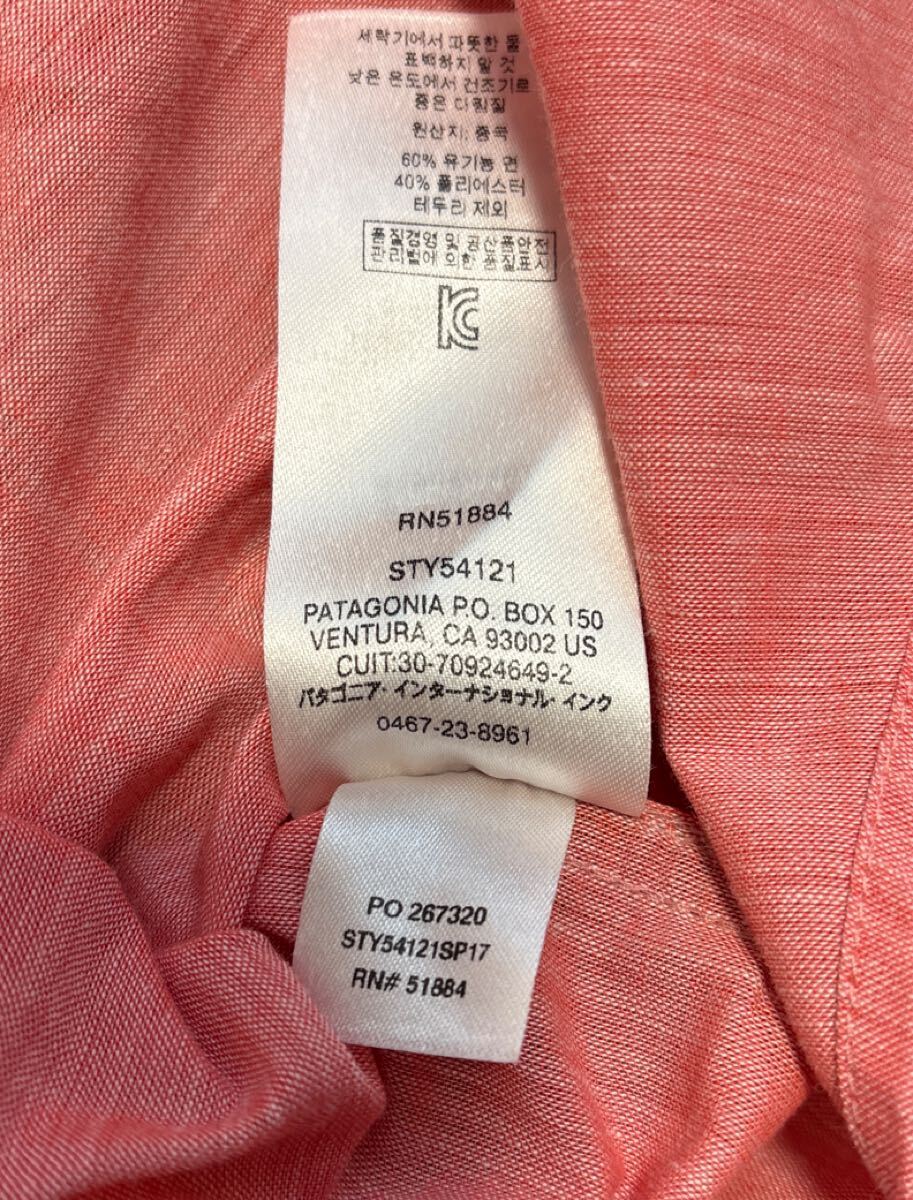 세탁기에서 따뜻한 물
표백하지 말 것
낮은 온도에서 건조기로
중은 다림질
원산지: 중국
60% 유기농 면
40% 폴리에스터
테두리 제외
품질경영 및 공산품안전
관리법에 의한 품질표시
RN51884
STY54121
PATAGONIA P.O. BOX 150
VENTURA, CA 93002 US
CUIT:30-70924649-2
パタゴニア・インターナショナル・インク
0467-23-8961
PO 267320
STY54121SP17
RN# 51884